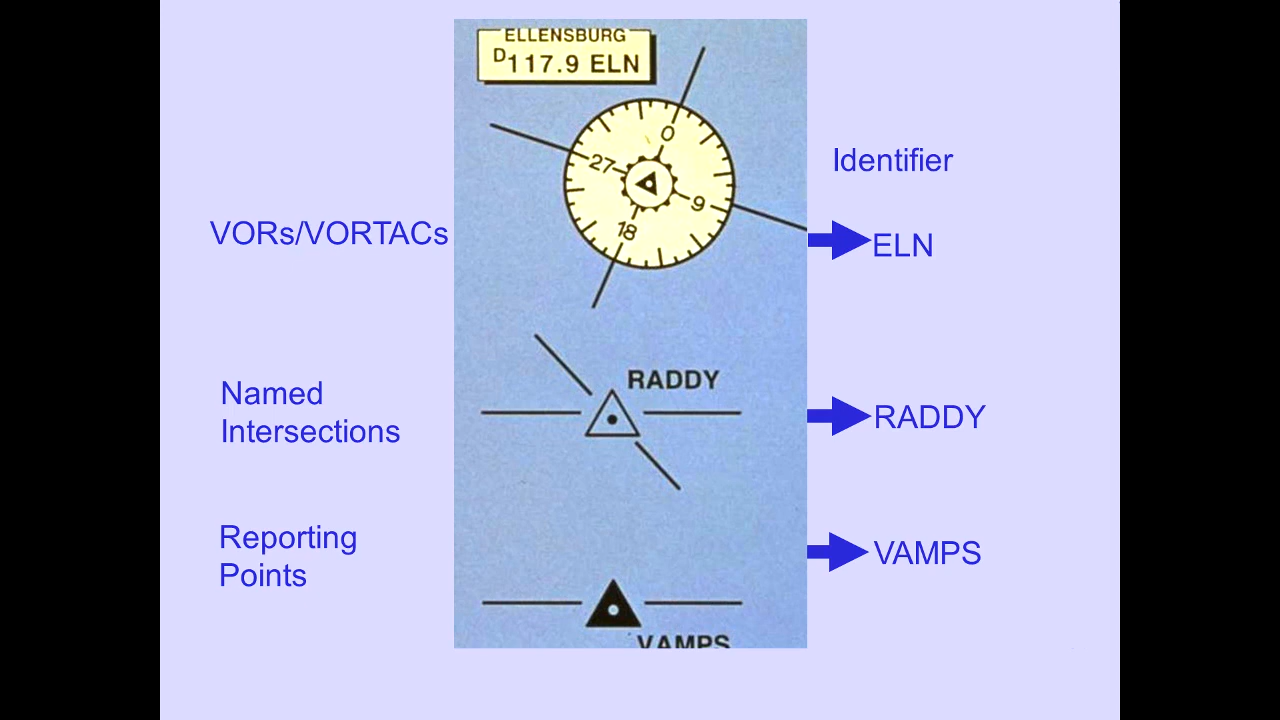 ELLENSBURG
D117.9 ELN
0
27
9
18
Identifier
VORs/VORTACs
ELN
RADDY
Named
Intersections
RADDY
Reporting
Points
VAMPS
VAMPS